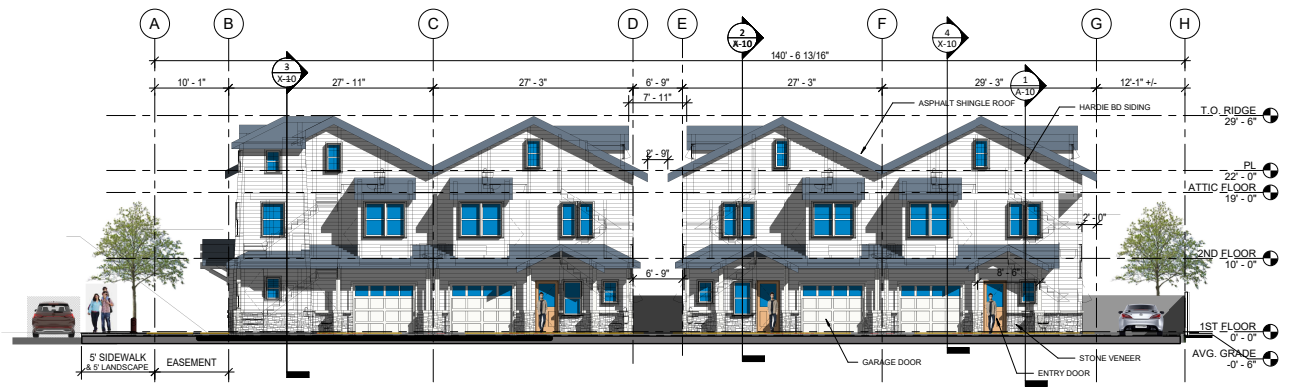 A B C D E F G H
2
X-10
4
X-10
140' - 6 13/16"
3
X-10
1
A-10
10' - 1" 27' - 11" 27' - 3" 6' - 9" 27' - 3" 29' - 3" 12'-1" +/-
7' - 11"
ASPHALT SHINGLE ROOF
HARDIE BD SIDING
T.O. RIDGE
29' - 6"
2' - 9"
PL
22' - 0"
ATTIC FLOOR
19' - 0"
2' - 0"
2ND FLOOR
10' - 0"
6' - 9"
8' - 6"
1ST FLOOR
0' - 0"
AVG. GRADE
-0' - 6"
5' SIDEWALK
& 5' LANDSCAPE
EASEMENT
GARAGE DOOR
STONE VENEER
ENTRY DOOR